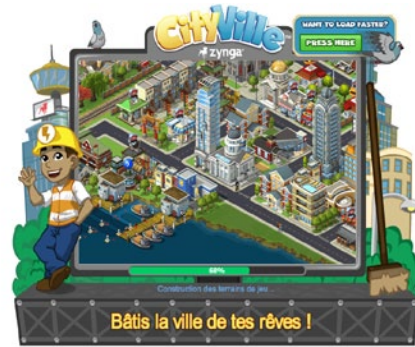 CityVille
zynga
WANT TO LOAD FASTER?
PRESS HERE
68%
Construction des terrains de jeu...
Bâtis la ville de tes rêves !